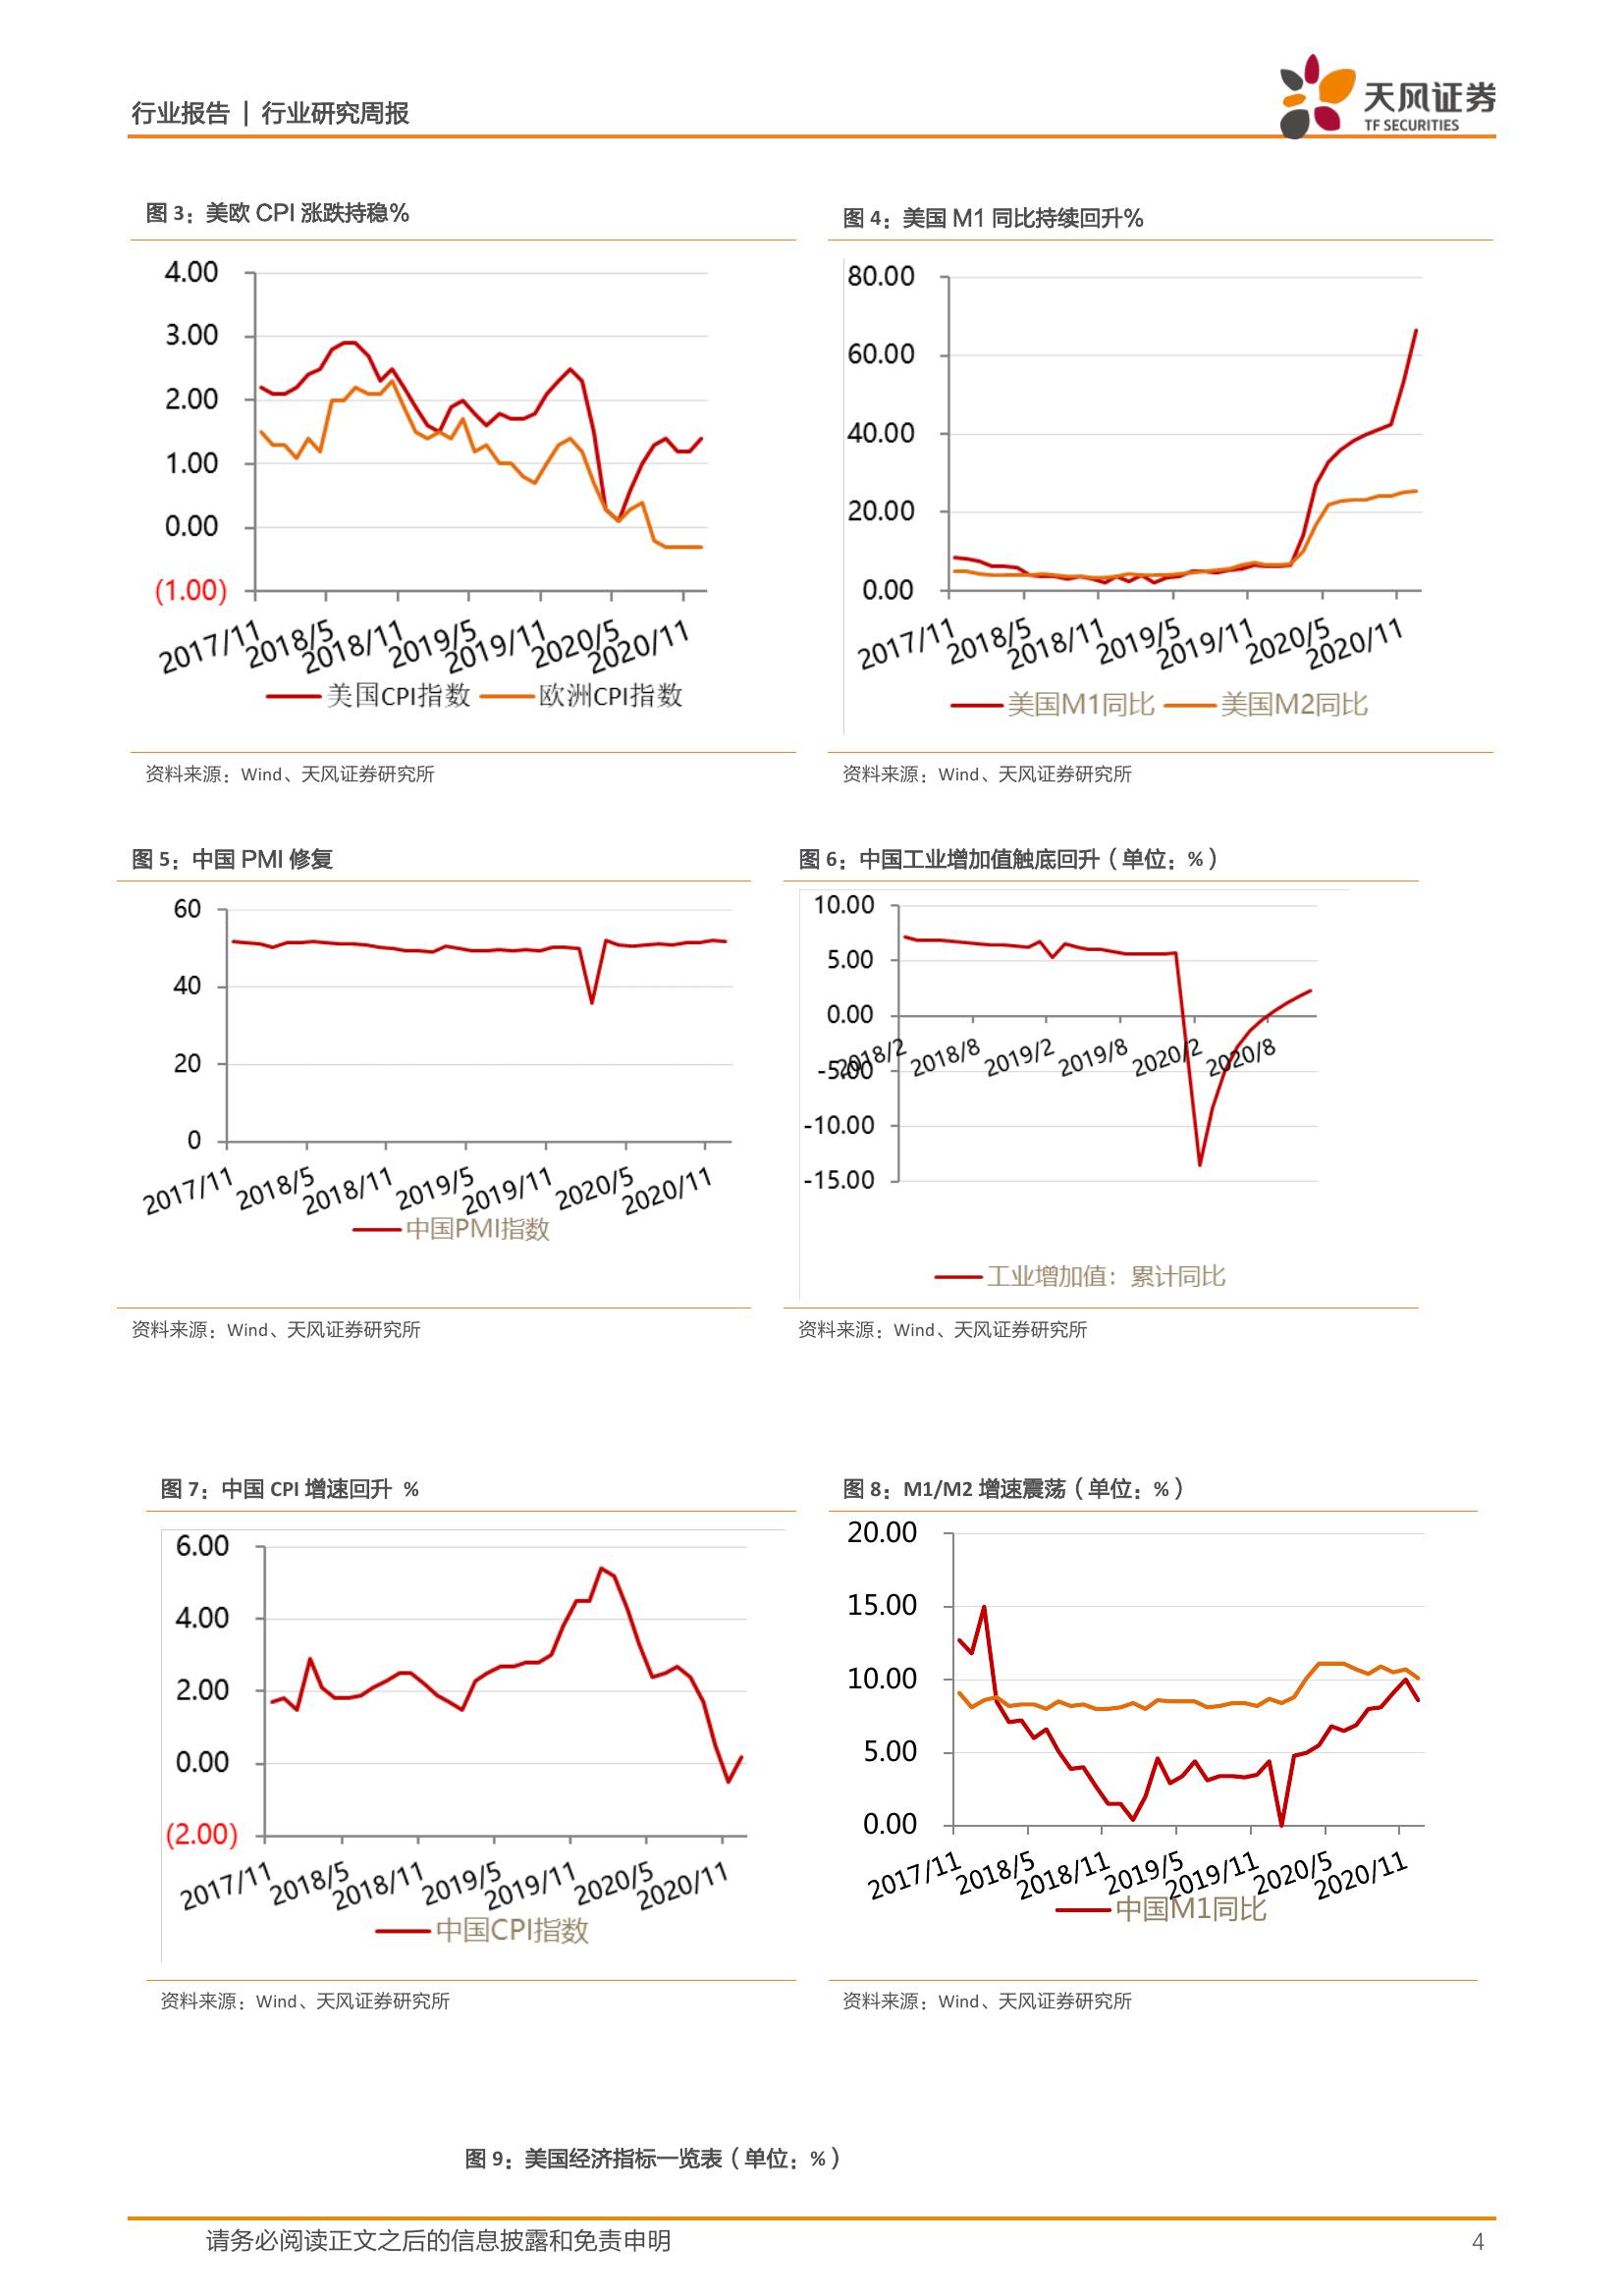 行业报告 | 行业研究周报
天风证券
TF SECURITIES
图 3：美欧 CPI 涨跌持稳%
4.00
3.00
2.00
1.00
0.00
(1.00)
2017/11
2018/5
2018/11
2019/5
2019/11
2020/5
2020/11
美国CPI指数
欧洲CPI指数
资料来源：Wind、天风证券研究所
图 4：美国 M1 同比持续回升%
80.00
60.00
40.00
20.00
0.00
2017/11
2018/5
2018/11
2019/5
2019/11
2020/5
2020/11
美国M1同比
美国M2同比
资料来源：Wind、天风证券研究所
图 5：中国 PMI 修复
60
40
20
0
2017/11
2018/5
2018/11
2019/5
2019/11
2020/5
2020/11
中国PMI指数
资料来源：Wind、天风证券研究所
图 6：中国工业增加值触底回升（单位：%）
10.00
5.00
0.00
-5.00
-10.00
-15.00
2018/2
2018/8
2019/2
2019/8
2020/2
2020/8
工业增加值：累计同比
资料来源：Wind、天风证券研究所
图 7：中国 CPI 增速回升 %
6.00
4.00
2.00
0.00
(2.00)
2017/11
2018/5
2018/11
2019/5
2019/11
2020/5
2020/11
中国CPI指数
资料来源：Wind、天风证券研究所
图 8：M1/M2 增速震荡（单位：%）
20.00
15.00
10.00
5.00
0.00
2017/11
2018/5
2018/11
2019/5
2019/11
2020/5
2020/11
中国M1同比
资料来源：Wind、天风证券研究所
图 9：美国经济指标一览表（单位：%）
请务必阅读正文之后的信息披露和免责申明
4